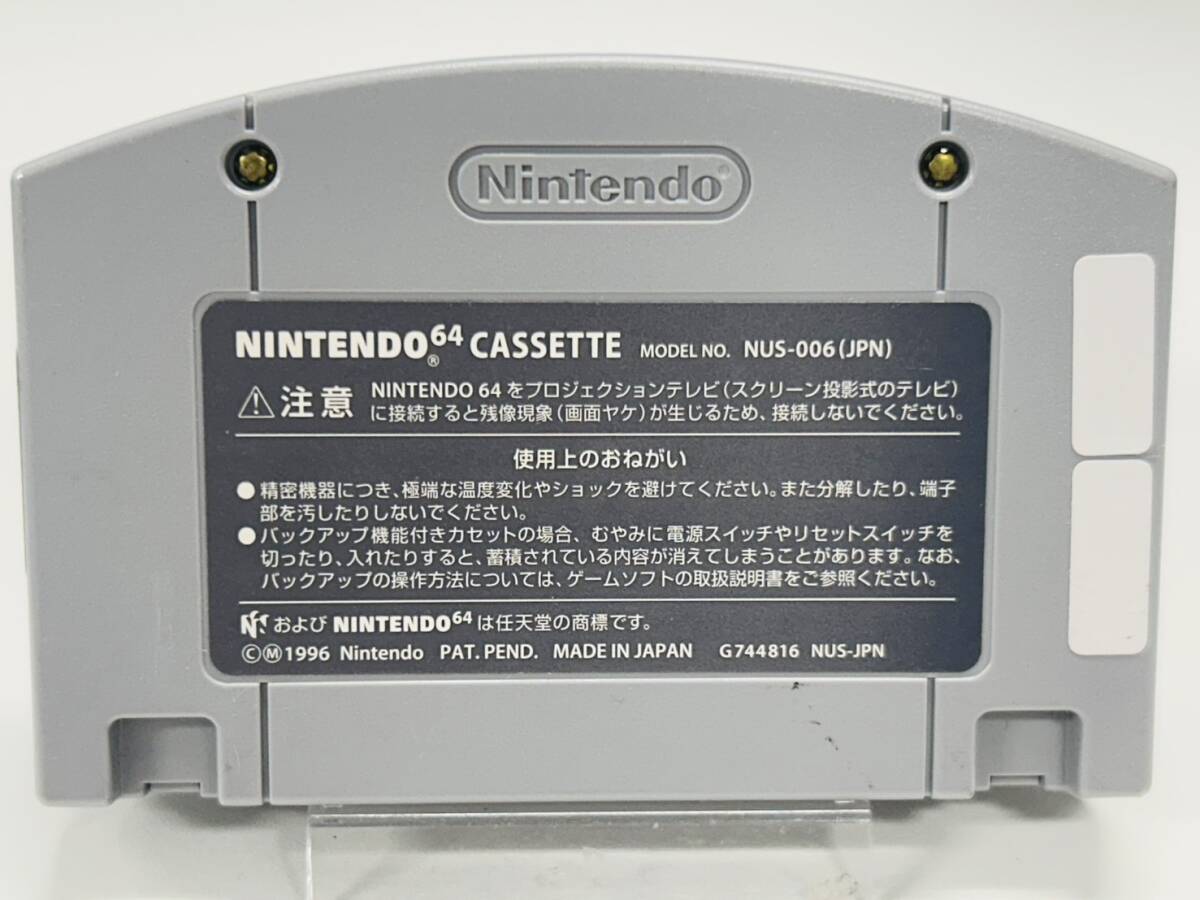 Nintendo®
NINTENDO64® CASSETTE MODEL NO. NUS-006(JPN)
⚠注意 NINTENDO 64をプロジェクションテレビ(スクリーン投影式のテレビ)
に接続すると残像現象(画面ヤケ)が生じるため、接続しないでください。
使用上のおねがい
●精密機器につき、極端な温度変化やショックを避けてください。また分解したり、端子
部を汚したりしないでください。
●バックアップ機能付きカセットの場合、むやみに電源スイッチやリセットスイッチを
切ったり、入れたりすると、蓄積されている内容が消えてしまうことがあります。なお、
バックアップの操作方法については、ゲームソフトの取扱説明書をご参照ください。
および NINTENDO64 は任天堂の商標です。
©Ⓜ1996 Nintendo PAT. PEND. MADE IN JAPAN G744816 NUS-JPN